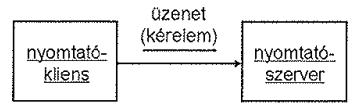 üzenet
(kérelem)
nyomtató-
kliens
nyomtató-
szerver